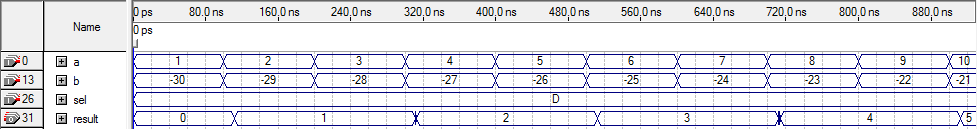 Name
0 ps 80.0 ns 160.0 ns 240.0 ns 320.0 ns 400.0 ns 480.0 ns 560.0 ns 640.0 ns 720.0 ns 800.0 ns 880.0 ns
0 ps
0 a 1 2 3 4 5 6 7 8 9 10
13 b -30 -29 -28 -27 -26 -25 -24 -23 -22 -21
26 sel D
31 result 0 1 2 3 4 5